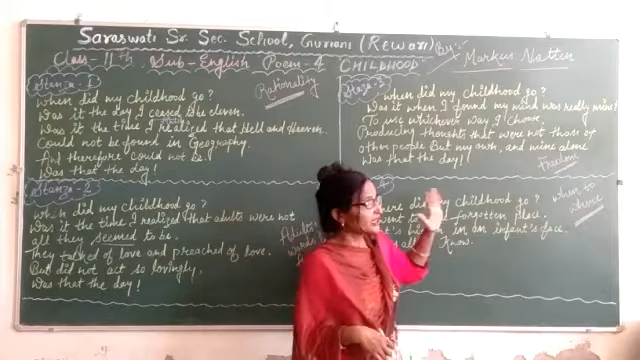 Saraswati Sr. Sec. School, Guriani (Rewari)
Class-11th Sub-English Poem-4 CHILDHOOD
By:-
Markus Natten
Stanza-1
Rationality
When did my childhood go?
Was it the day I ceased to be eleven.
Was it the time I realized that Hell and Heaven.
Could not be found in Geography.
And therefore could not be.
Was that the day!
Stanza-2
When did my childhood go?
Was it the time I realized that adults were not
all they seemed to be.
They talked of love and preached of love.
But did not act so lovingly,
Was that the day!
Adults
words
Stanza-3
When did my childhood go?
Was it when I found my mind was really mine!
To use whichever way I choose.
Producing thoughts that were not those of
other people But my own, and mine alone
Was that the day!
Freedom
4
did my childhood go?
forgotten place.
in an infant's face.
Know.
When to
where